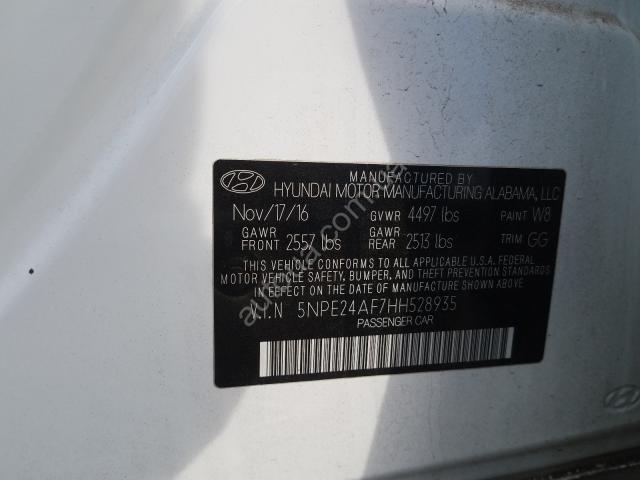 MANUFACTURED BY
HYUNDAI MOTOR MANUFACTURING ALABAMA, LLC
Nov/17/16 GVWR 4497 lbs PAINT W8
GAWR FRONT 2557 lbs GAWR REAR 2513 lbs TRIM GG
THIS VEHICLE CONFORMS TO ALL APPLICABLE U.S.A. FEDERAL
MOTOR VEHICLE SAFETY, BUMPER, AND THEFT PREVENTION STANDARDS
IN EFFECT ON THE DATE OF MANUFACTURE SHOWN ABOVE.
V.I.N 5NPE24AF7HH528935
PASSENGER CAR